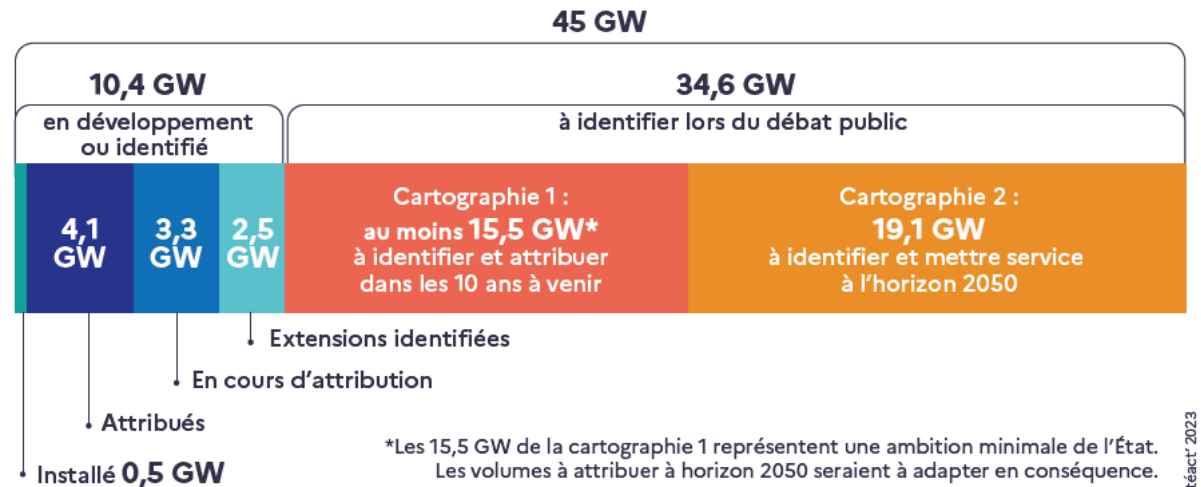 45 GW
10,4 GW
34,6 GW
en développement
ou identifié
à identifier lors du débat public
4,1
GW
3,3
GW
2,5
GW
Cartographie 1 :
au moins 15,5 GW*
à identifier et attribuer
dans les 10 ans à venir
Cartographie 2 :
19,1 GW
à identifier et mettre service
à l’horizon 2050
Extensions identifiées
En cours d’attribution
Attribués
Installé 0,5 GW
*Les 15,5 GW de la cartographie 1 représentent une ambition minimale de l’État.
Les volumes à attribuer à horizon 2050 seraient à adapter en conséquence.
2023